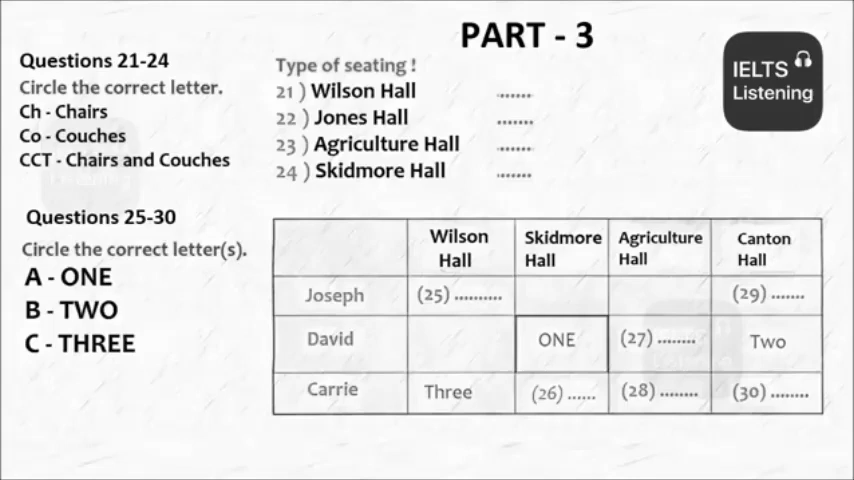 PART - 3
IELTS
Listening
Questions 21-24
Circle the correct letter.
Ch - Chairs
Co - Couches
CCT - Chairs and Couches
Type of seating !
21 ) Wilson Hall ......
22 ) Jones Hall .......
23 ) Agriculture Hall ......
24 ) Skidmore Hall ......
Questions 25-30
Circle the correct letter(s).
A - ONE
B - TWO
C - THREE
Wilson Hall Skidmore Hall Agriculture Hall Canton Hall
Joseph (25) .......... (29) .......
David ONE (27) ........ Two
Carrie Three (26) ...... (28) ........ (30) ........